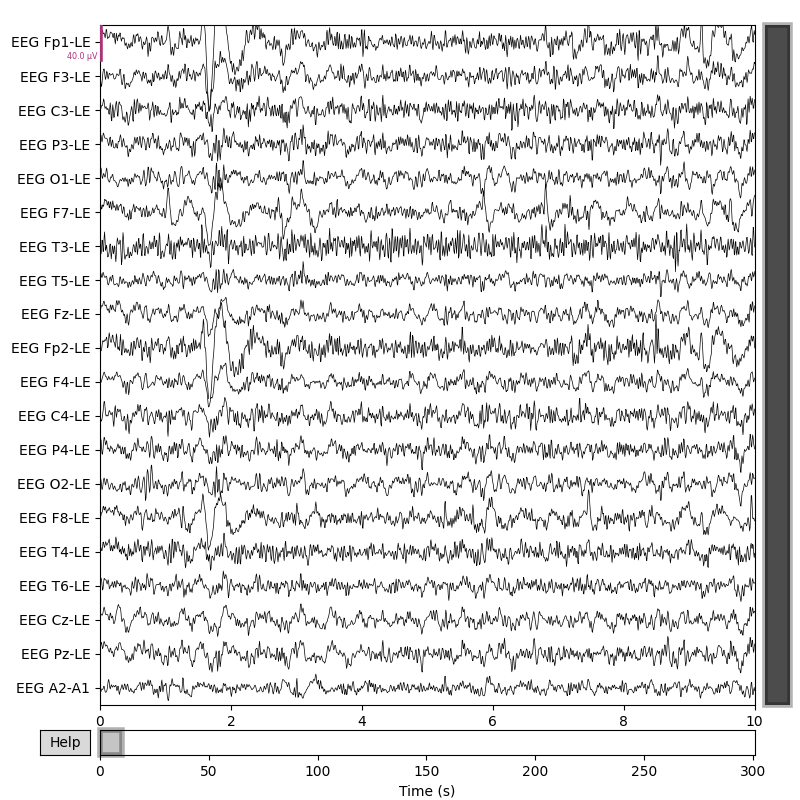 EEG Fp1-LE
40.0 µV
EEG F3-LE
EEG C3-LE
EEG P3-LE
EEG O1-LE
EEG F7-LE
EEG T3-LE
EEG T5-LE
EEG Fz-LE
EEG Fp2-LE
EEG F4-LE
EEG C4-LE
EEG P4-LE
EEG O2-LE
EEG F8-LE
EEG T4-LE
EEG T6-LE
EEG Cz-LE
EEG Pz-LE
EEG A2-A1
0 2 4 6 8 10
Help
0 50 100 150 200 250 300
Time (s)